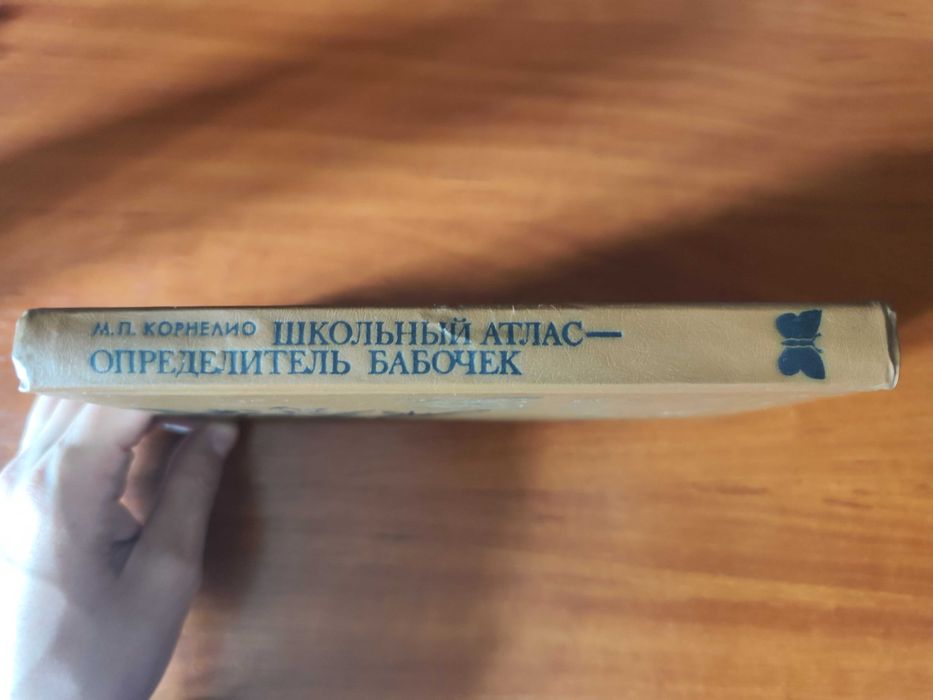 М.П. КОРНЕЛИО ШКОЛЬНЫЙ АТЛАС—
ОПРЕДЕЛИТЕЛЬ БАБОЧЕК